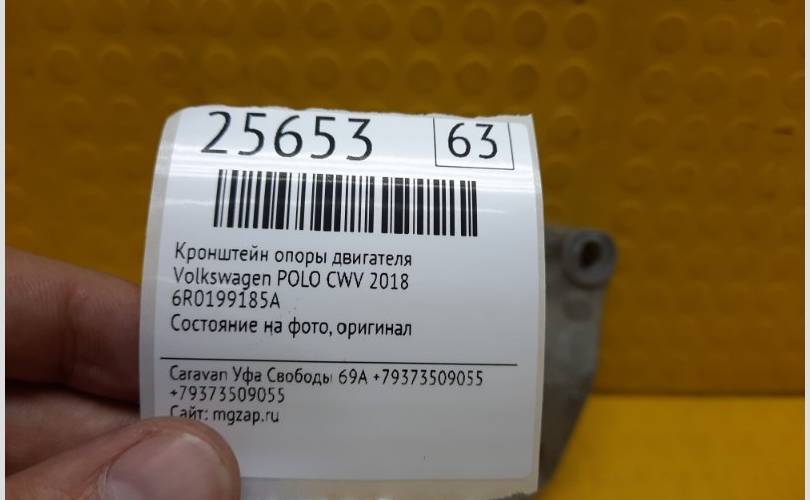 25653 63
Кронштейн опоры двигателя
Volkswagen POLO CWV 2018
6R0199185A
Состояние на фото, оригинал
Caravan Уфа Свободы 69А +79373509055
+79373509055
Сайт: mgzap.ru